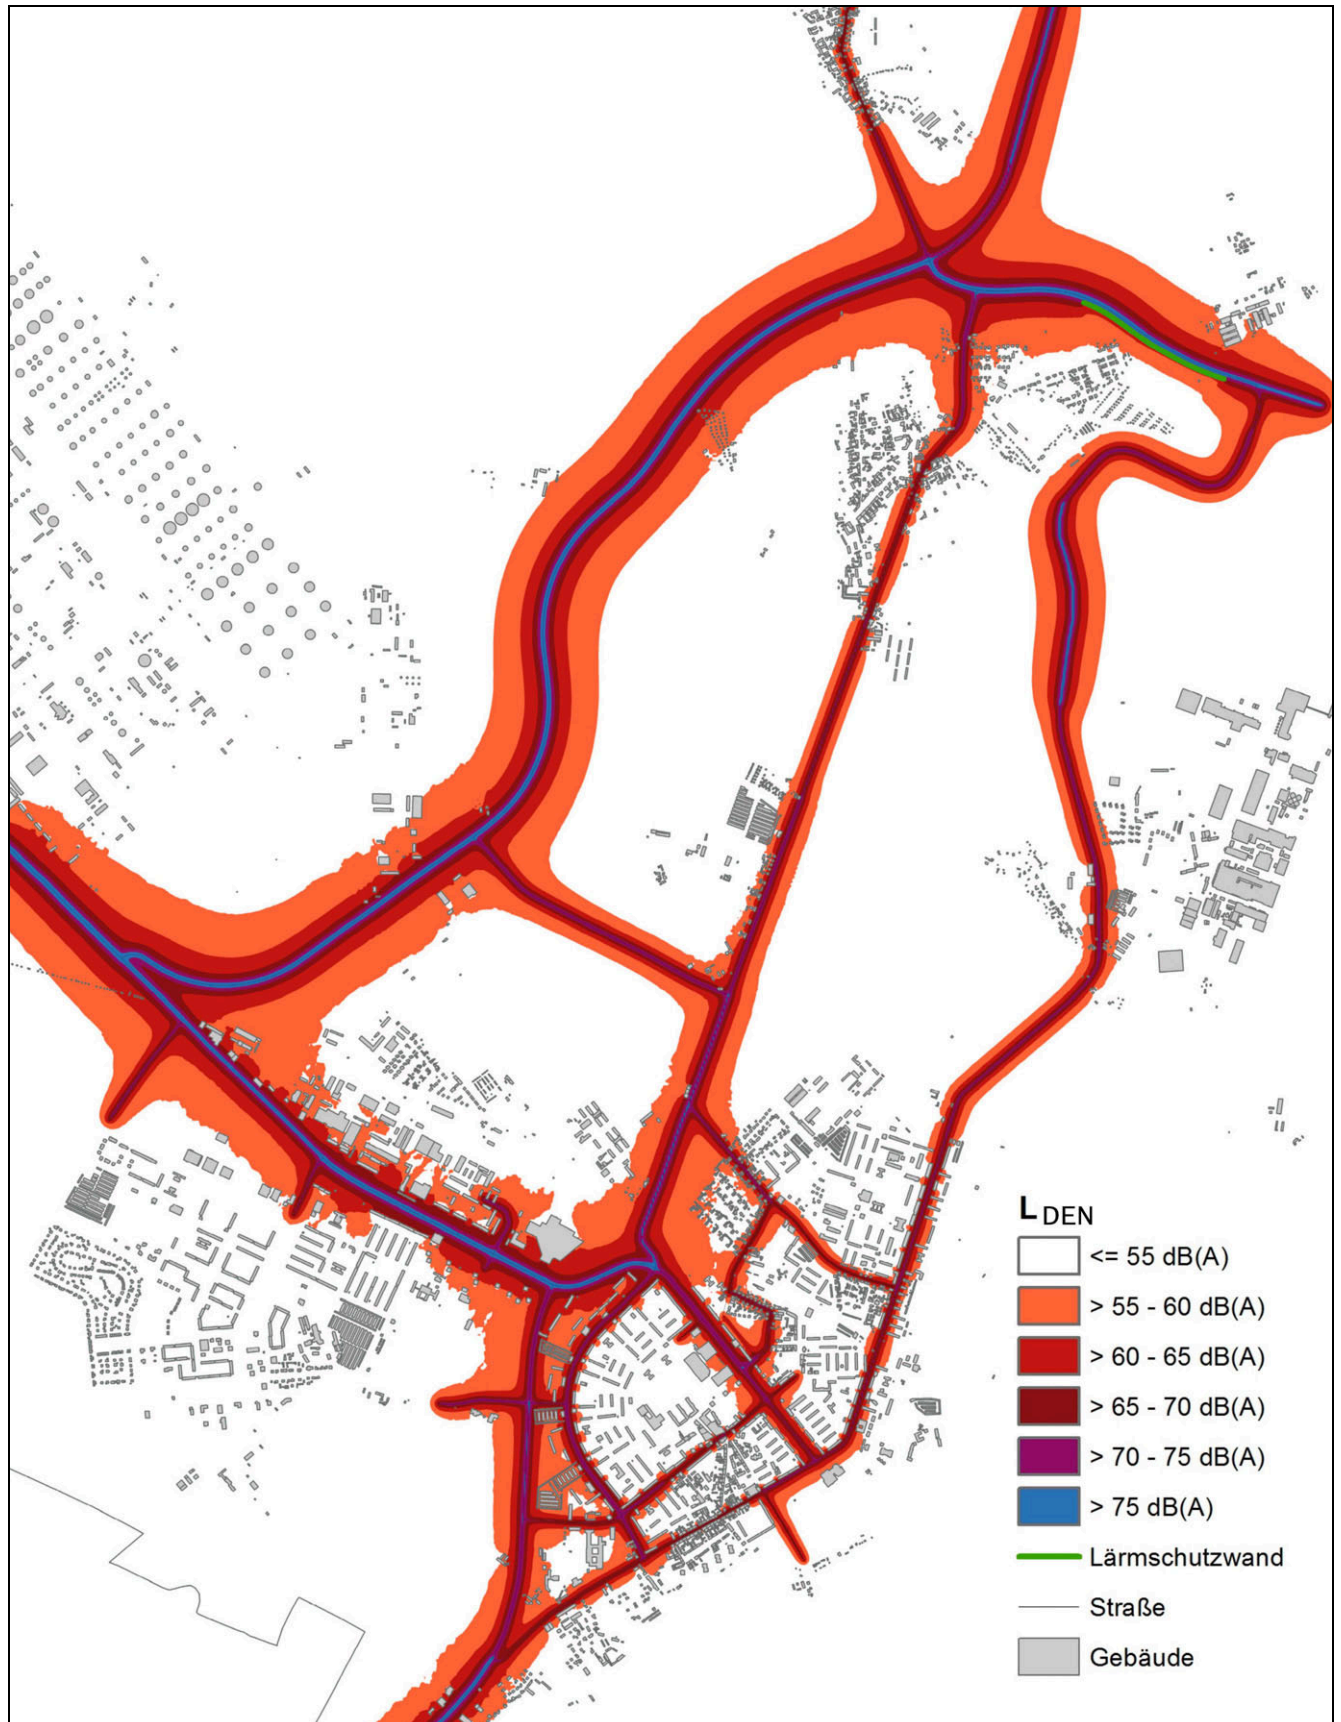 L DEN
<= 55 dB(A)
> 55 - 60 dB(A)
> 60 - 65 dB(A)
> 65 - 70 dB(A)
> 70 - 75 dB(A)
> 75 dB(A)
Lärmschutzwand
Straße
Gebäude